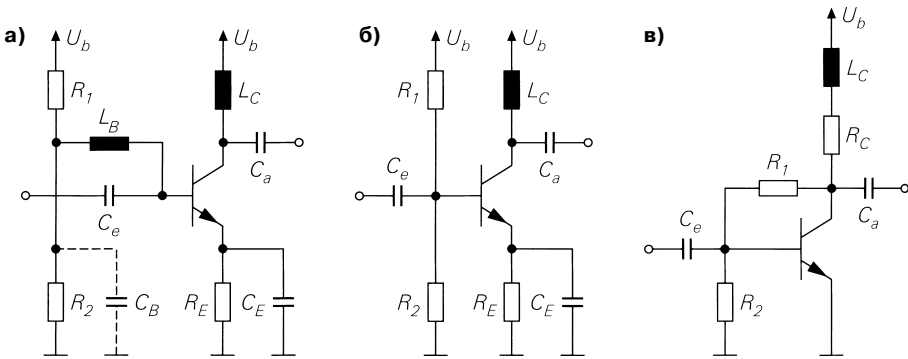 а)
U_b
U_b
R_1
L_C
L_B
C_a
C_e
R_2
C_B
R_E
C_E
б)
U_b
U_b
R_1
L_C
C_a
C_e
R_2
R_E
C_E
в)
U_b
L_C
R_C
R_1
C_a
C_e
R_2